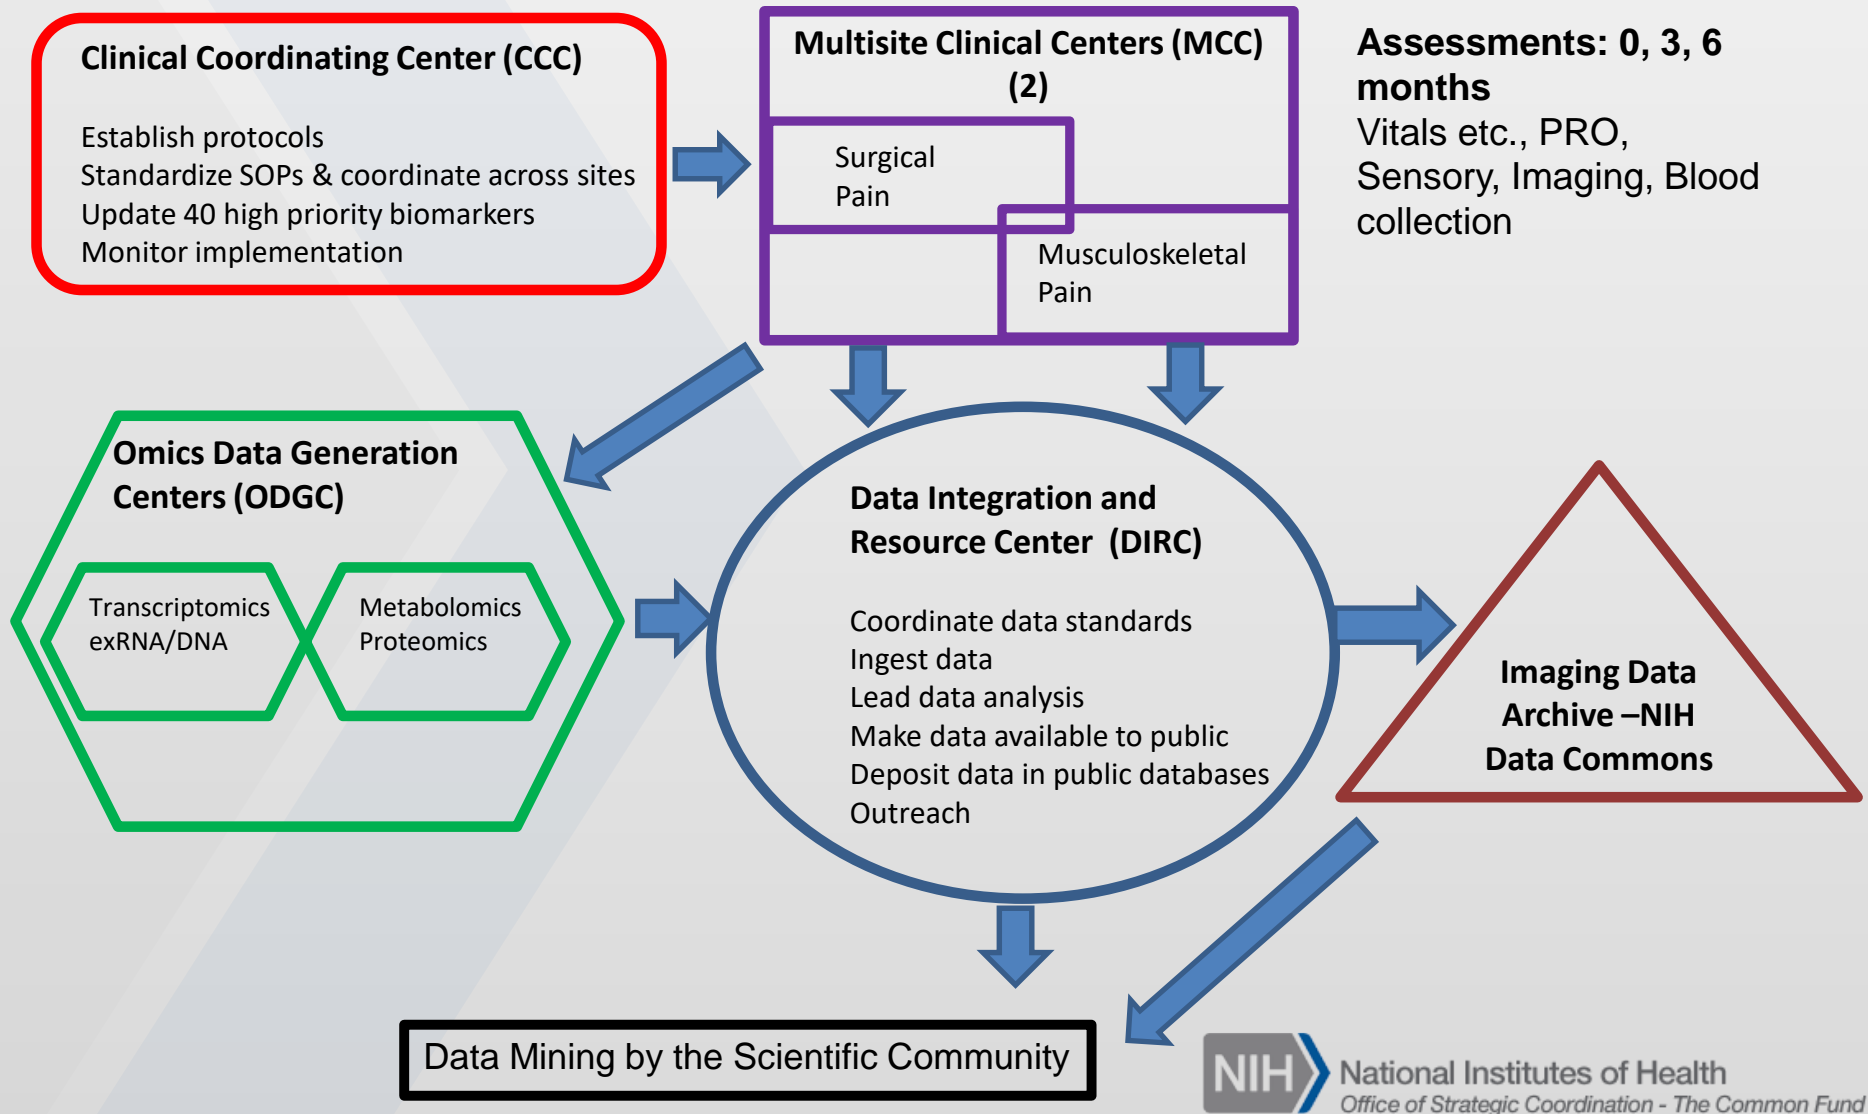 Clinical Coordinating Center (CCC)
Establish protocols
Standardize SOPs & coordinate across sites
Update 40 high priority biomarkers
Monitor implementation
Multisite Clinical Centers (MCC)
(2)
Surgical
Pain
Musculoskeletal
Pain
Assessments: 0, 3, 6
months
Vitals etc., PRO,
Sensory, Imaging, Blood
collection
Omics Data Generation
Centers (ODGC)
Transcriptomics
exRNA/DNA
Metabolomics
Proteomics
Data Integration and
Resource Center (DIRC)
Coordinate data standards
Ingest data
Lead data analysis
Make data available to public
Deposit data in public databases
Outreach
Imaging Data
Archive –NIH
Data Commons
Data Mining by the Scientific Community
NIH
National Institutes of Health
Office of Strategic Coordination - The Common Fund